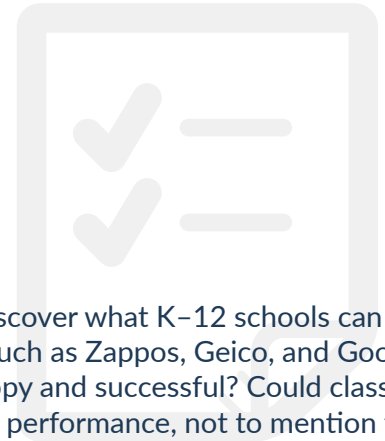 scover what K–12 schools can
uch as Zappos, Geico, and Goo
py and successful? Could class
performance, not to mention